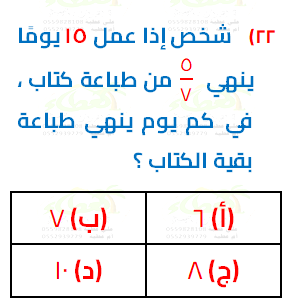 ٢٢) شخص إذا عمل ١٥ يومًا
ينهي ٥/٧ من طباعة كتاب ،
في كم يوم ينهي طباعة
بقية الكتاب ؟
(أ) ٦ (ب) ٧
(ج) ٨ (د) ١٠